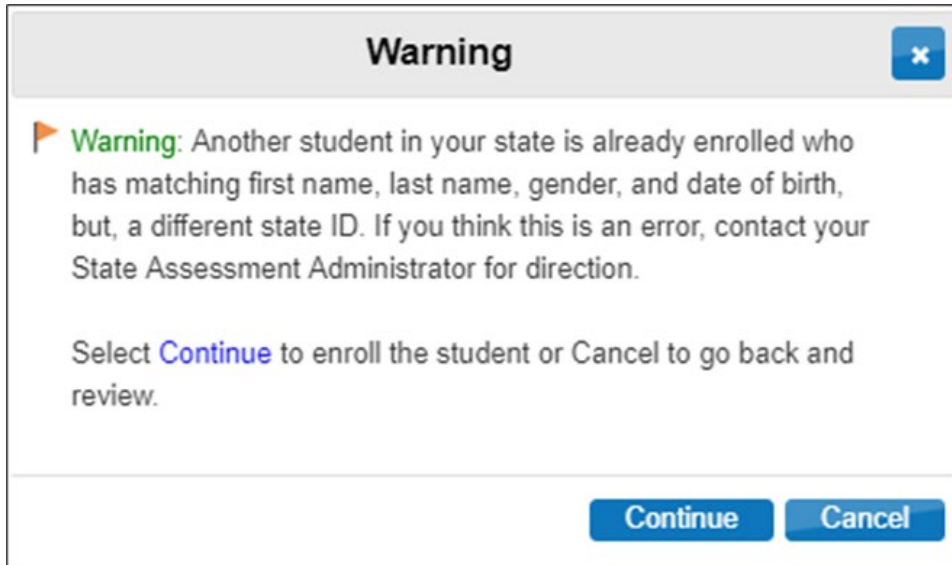 Warning
Warning: Another student in your state is already enrolled who
has matching first name, last name, gender, and date of birth,
but, a different state ID. If you think this is an error, contact your
State Assessment Administrator for direction.
Select Continue to enroll the student or Cancel to go back and
review.
Continue Cancel